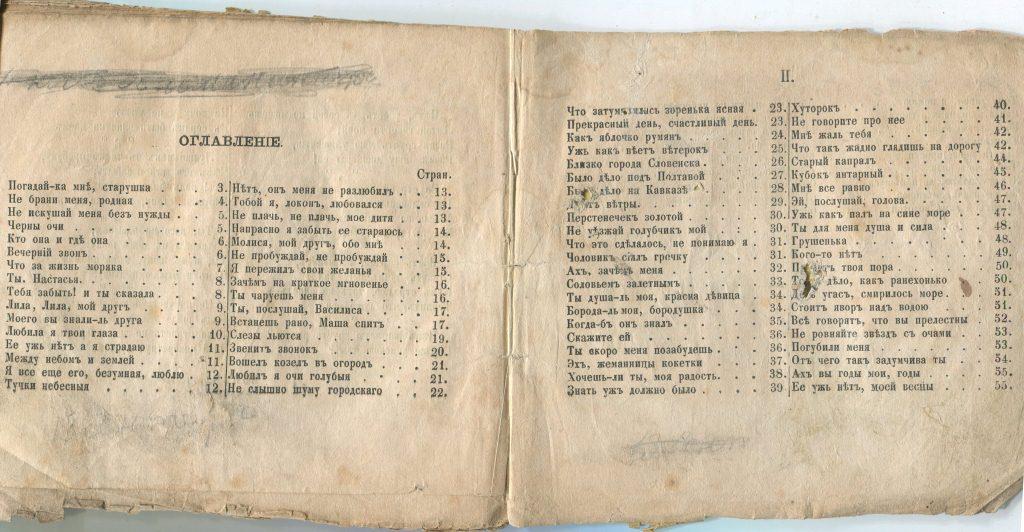 ОГЛАВЛЕНІЕ.
Стран.
Погадай-ка мнѣ, старушка . . . . 3.
Не брани меня, родная . . . . 4.
Не искушай меня безъ нужды . . . 5.
Черны очи . . . . 5.
Кто она и гдѣ она . . . . 6.
Вечерній звонъ . . . . 6.
Что за жизнь моряка . . . . 7.
Ты. Настасья. . . . . 8.
Тебя забыть! и ты сказала . . . . 8.
Лила, Лила, мой другъ . . . . 9.
Моего вы знали-ль друга . . . . 9.
Любила я твои глаза . . . . 10.
Ее ужь нѣтъ а я страдаю . . . . 11.
Между небомъ и землей . . . . 11.
Я все еще его, безумная, люблю . . 12.
Тучки небесныя . . . . 12.
Нѣтъ, онъ меня не разлюбилъ . . . 13.
Тобой я, локонъ, любовался . . . 13.
Не плачь, не плачь, мое дитя . . . 13.
Напрасно я забыть ее стараюсь . . 14.
Молися, мой другъ, обо мнѣ . . . 14.
Не пробуждай, не пробуждай . . . 15.
Я пережилъ свои желанья . . . . 15.
Зачѣмъ на краткое мгновенье . . . 16.
Ты чаруешь меня . . . . 16.
Ты, послушай, Василиса . . . . 17.
Встанешь рано, Маша спитъ . . . 17.
Слезы льются . . . . 19.
Звенитъ звонокъ . . . . 20.
Вошелъ козелъ въ огородъ . . . . 21.
Любилъ я очи голубыя . . . . 21.
Не слышно шуму городскаго . . . 22.
II.
Что затуманилась зоренька ясная . 23.
Прекрасный день, счастливый день. 23.
Какъ яблочко румянъ . . . . 24.
Ужь какъ вѣетъ вѣтерокъ . . . . 25.
Близко города Словенска . . . . 26.
Было дѣло подъ Полтавой . . . . 27.
дѣло на Кавказѣ . . . . 28.
вѣтры. . . . . 29.
Перстенечекъ золотой . . . . 30.
Не уѣзжай голубчикъ мой . . . . 30.
Что это сдѣлалось, не понимаю я . 31.
Чоловикъ сѣялъ гречку . . . . 31.
Ахъ, зачѣмъ меня . . . . 32.
Соловьемъ залетнымъ . . . . 33.
Ты душа-ль моя, красна дѣвица . 34.
Борода-ль моя, бородушка . . . . 34.
Когда-бъ онъ зналъ . . . . 35.
Скажите ей . . . . 36.
Ты скоро меня позабудешь . . . . 36.
Эхъ, жеманницы кокетки . . . . 37.
Хочешь-ли ты, моя радость. . . . 38.
Знать ужъ должно было . . . . 39
Хуторокъ . . . . 40.
Не говорите про нее . . . . 41.
Мнѣ жаль тебя . . . . 42.
Что такъ жадно глядишь на дорогу 42.
Старый капралъ . . . . 44.
Кубокъ янтарный . . . . 45.
Мнѣ все равно . . . . 46.
Эй, послушай, голова. . . . . 47.
Ужь какъ палъ на сине море . . . 47.
Ты для меня душа и сила . . . . 48.
Грушенька . . . . 48.
Кого-то нѣтъ . . . . 49.
твоя пора . . . . 50.
дѣло, какъ ранехонько . . 50.
угасъ, смирилось море . . . 51.
Стоитъ яворъ надъ водою . . . . 51.
Всѣ говорятъ, что вы прелестны . 52.
Не ровняйте звѣздъ съ очами . . . 53.
Погубили меня . . . . 53.
Отъ чего такъ задумчива ты . . . 54.
Ахъ вы годы мои, годы . . . . 55.
Ее ужь нѣтъ, моей весны . . . . 55.